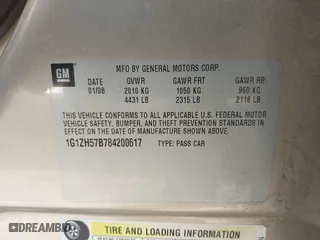 GM
MFD BY GENERAL MOTORS CORP.
DATE GVWR GAWR FRT GAWR RR
01/08 2010 KG 1050 KG 960 KG
4431 LB 2315 LB 2116 LB
THIS VEHICLE CONFORMS TO ALL APPLICABLE U.S. FEDERAL
MOTOR VEHICLE SAFETY, BUMPER, AND THEFT PREVENTION STANDARDS
IN EFFECT ON THE DATE OF MANUFACTURE SHOWN ABOVE.
1G1ZH57B784200617 TYPE: PASS CAR
TIRE AND LOADING INFORMATION
SEATING CAPACITY
DREAMBID